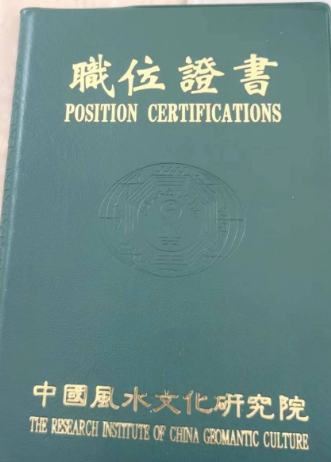 職位證書
POSITION CERTIFICATIONS
中國風水文化研究院
THE RESEARCH INSTITUTE OF CHINA GEOMANTIC CULTURE